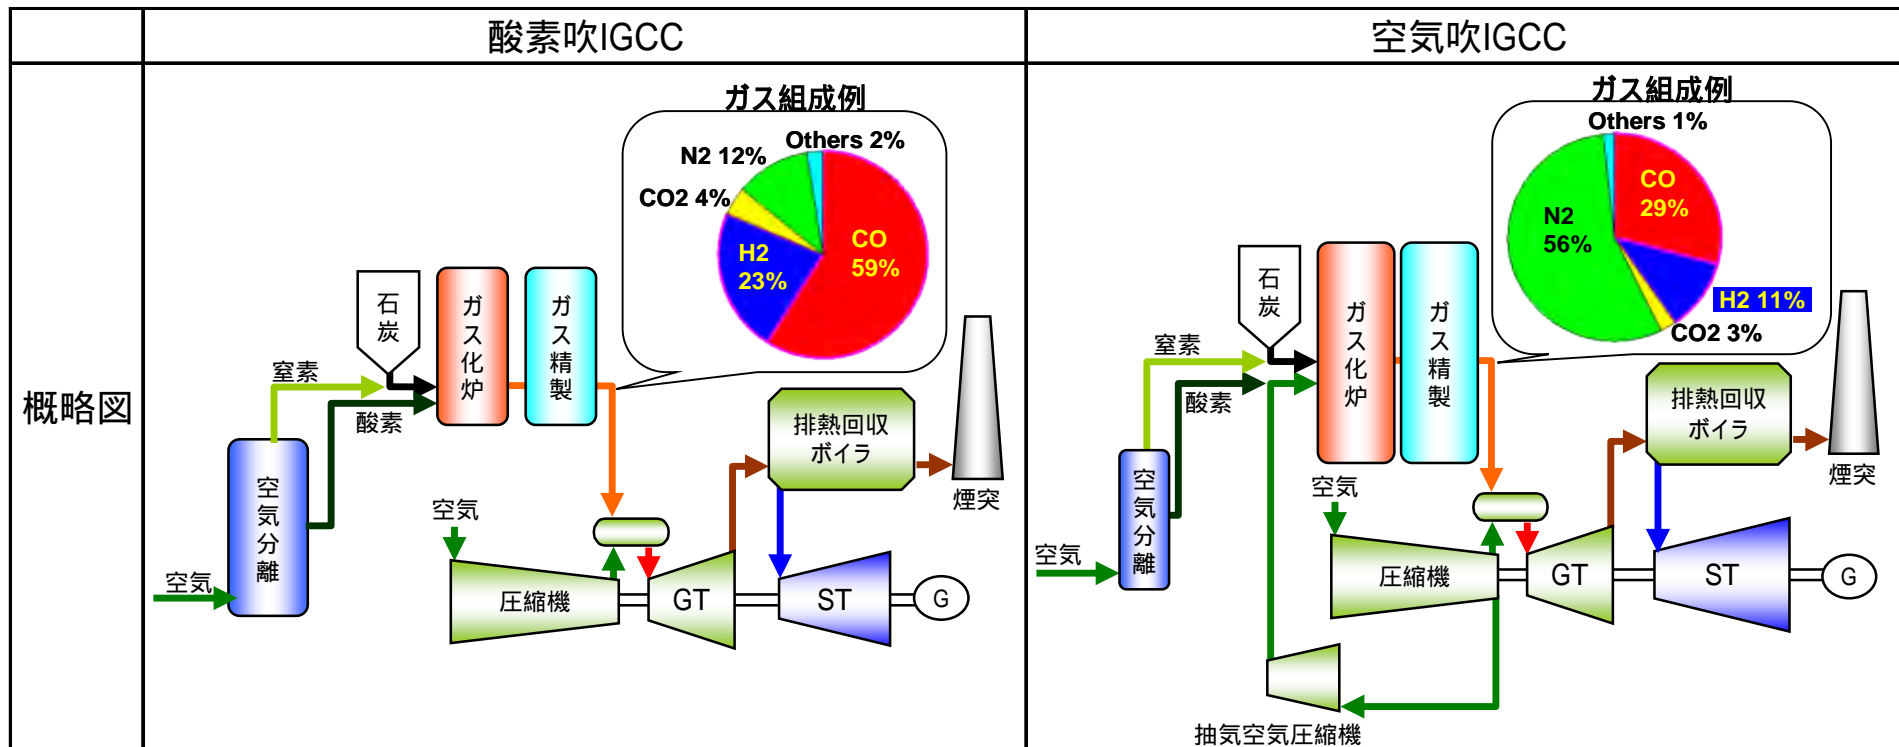 酸素吹IGCC
空気吹IGCC
概略図
ガス組成例
Others 2%
N2 12%
CO2 4%
H2
23%
CO
59%
石炭
ガス化炉
ガス精製
窒素
酸素
空気分離
空気
空気
圧縮機
GT
ST
G
排熱回収
ボイラ
煙突
ガス組成例
Others 1%
CO
29%
N2
56%
H2 11%
CO2 3%
石炭
ガス化炉
ガス精製
窒素
酸素
空気分離
空気
空気
圧縮機
GT
ST
G
排熱回収
ボイラ
煙突
抽気空気圧縮機